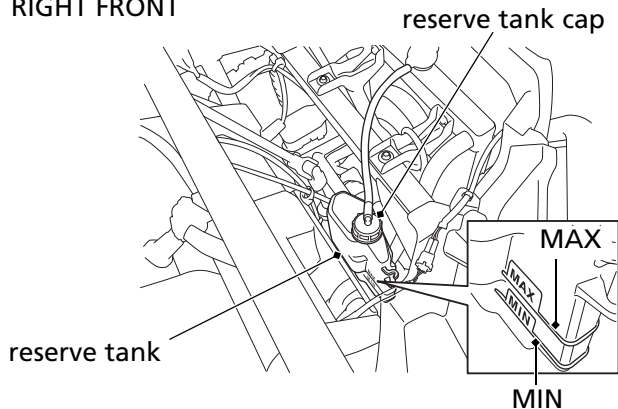 RIGHT FRONT
reserve tank cap
MAX
MAX
MIN
reserve tank
MIN